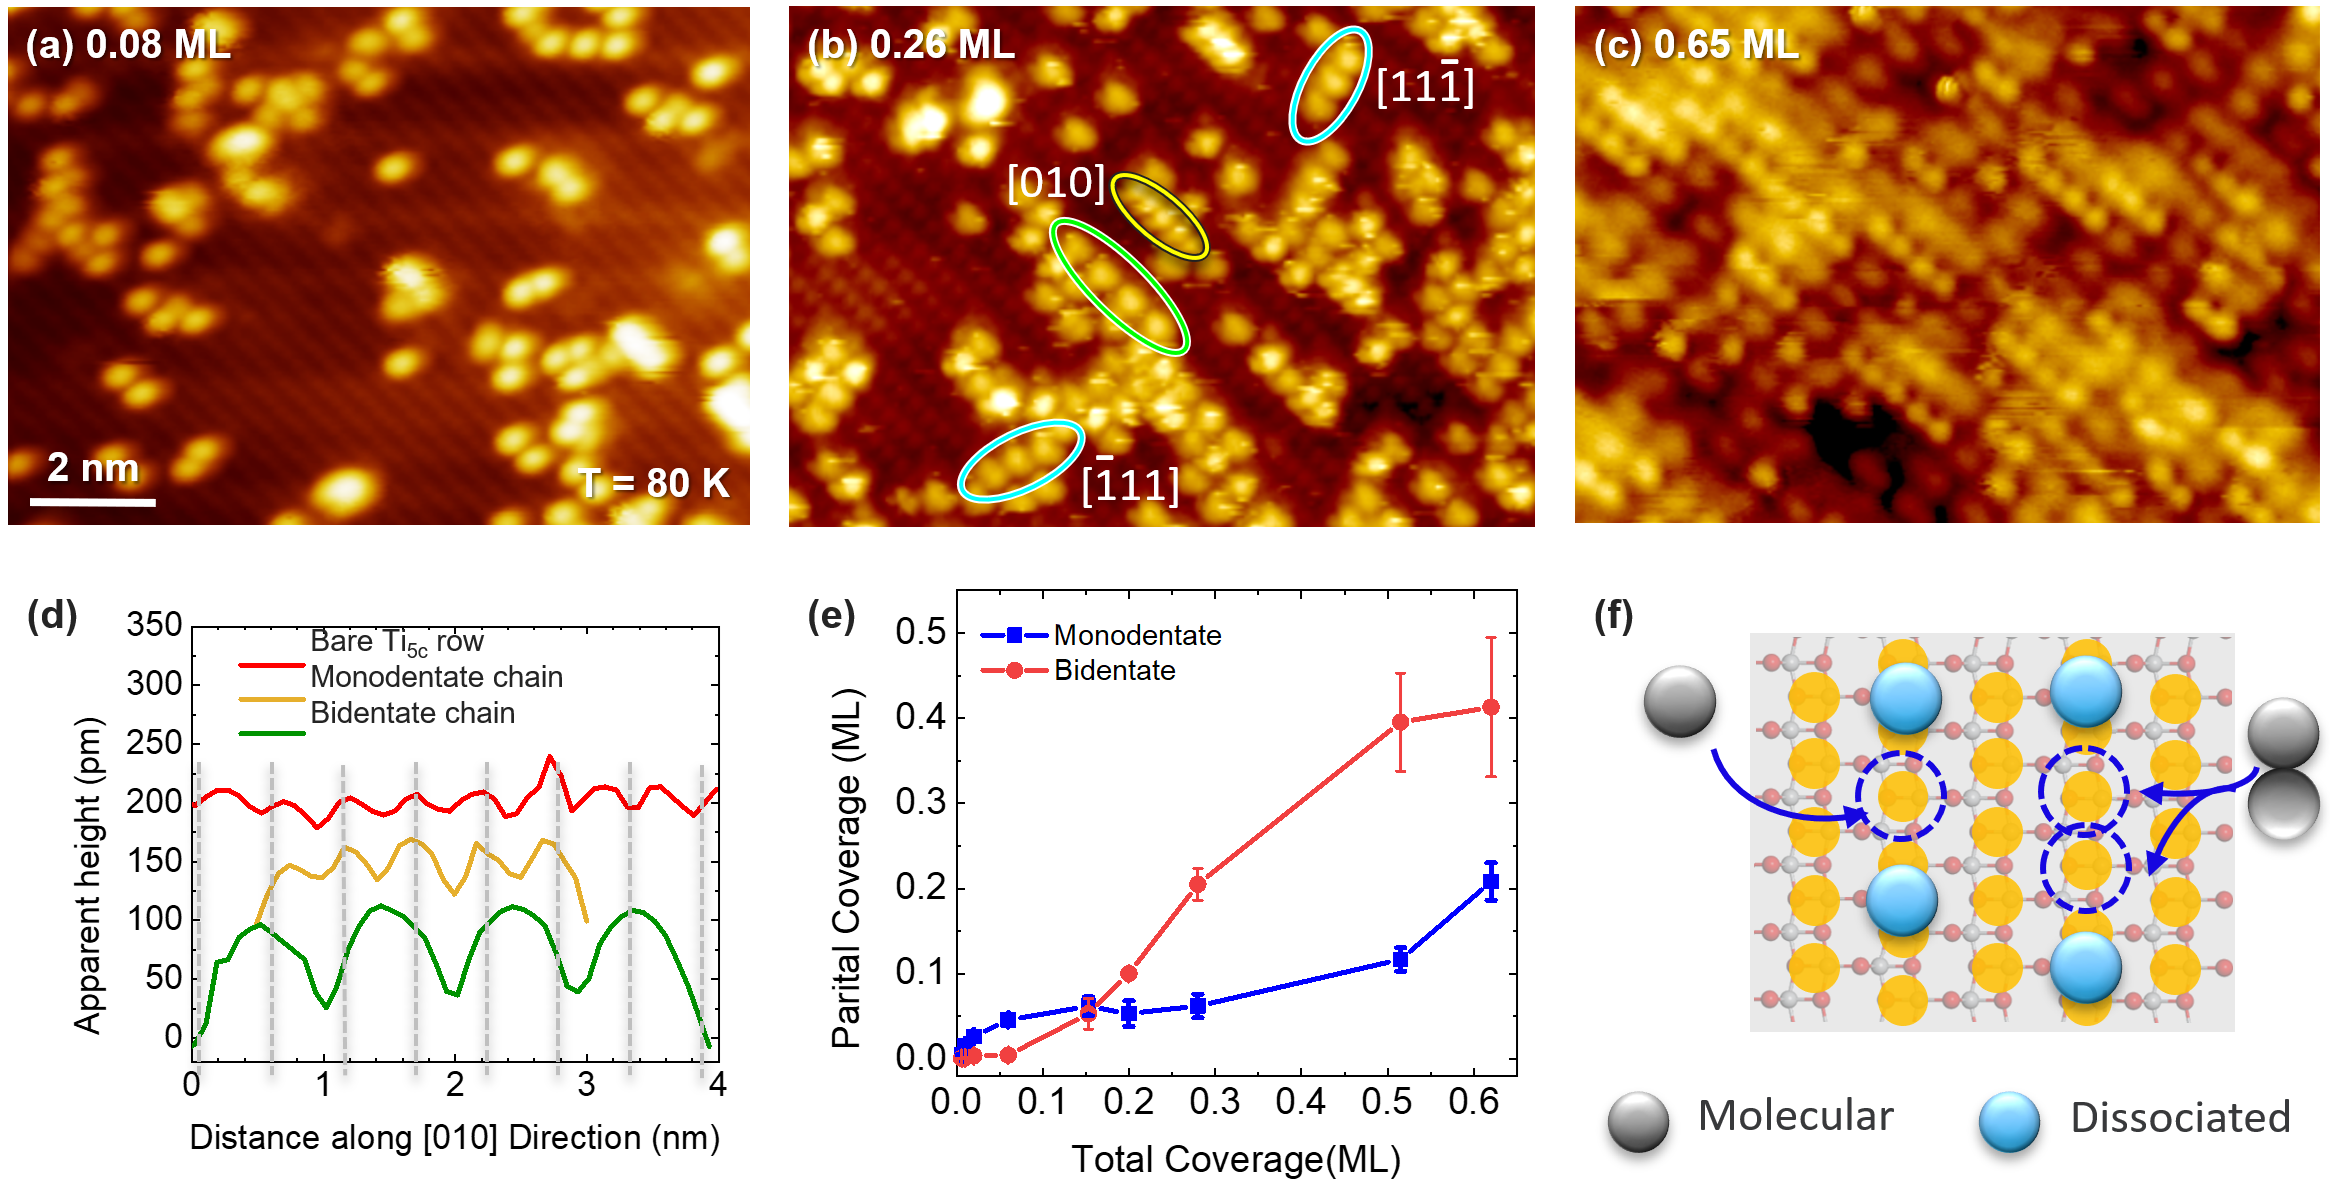 (a) 0.08 ML
2 nm
T = 80 K
(b) 0.26 ML
[111̅]
[010]
[1̅11]
(c) 0.65 ML
(d)
350
300
250
200
150
100
50
0
Apparent height (pm)
Bare Ti5c row
Monodentate chain
Bidentate chain
0 1 2 3 4
Distance along [010] Direction (nm)
(e)
0.5
0.4
0.3
0.2
0.1
0.0
Parital Coverage (ML)
Monodentate
Bidentate
0.0 0.1 0.2 0.3 0.4 0.5 0.6
Total Coverage(ML)
(f)
Molecular
Dissociated